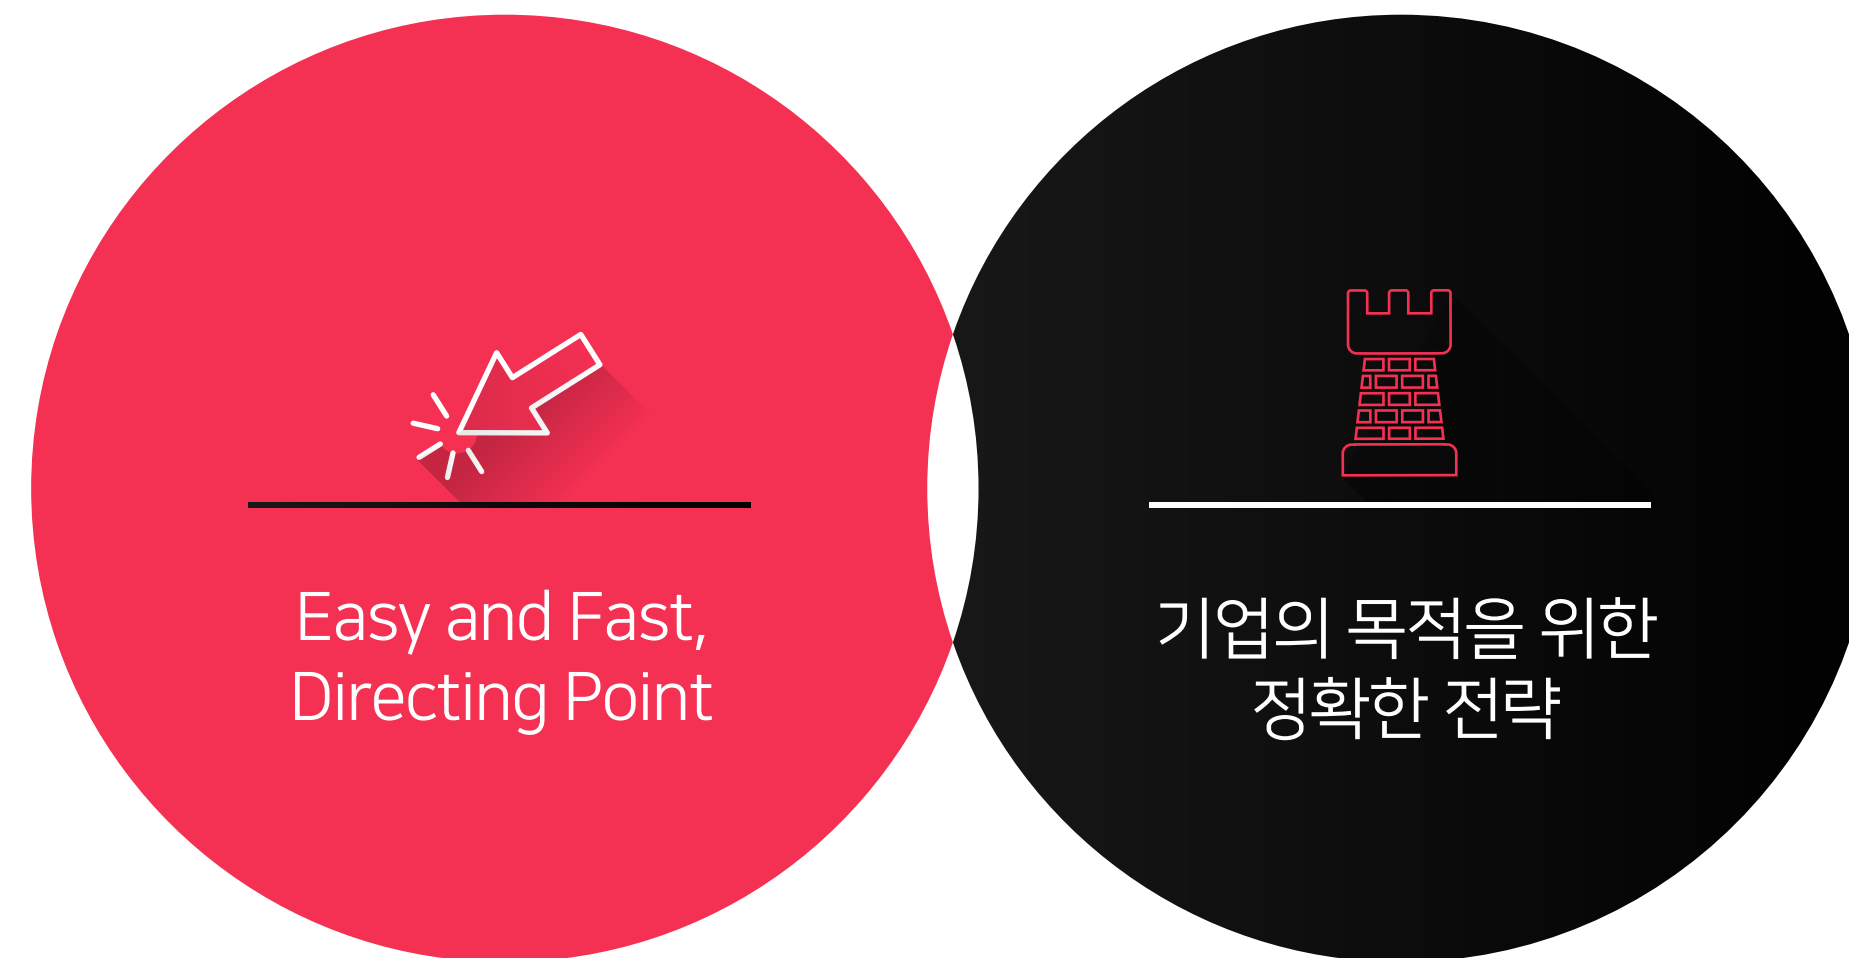 Easy and Fast,
Directing Point
기업의 목적을 위한
정확한 전략